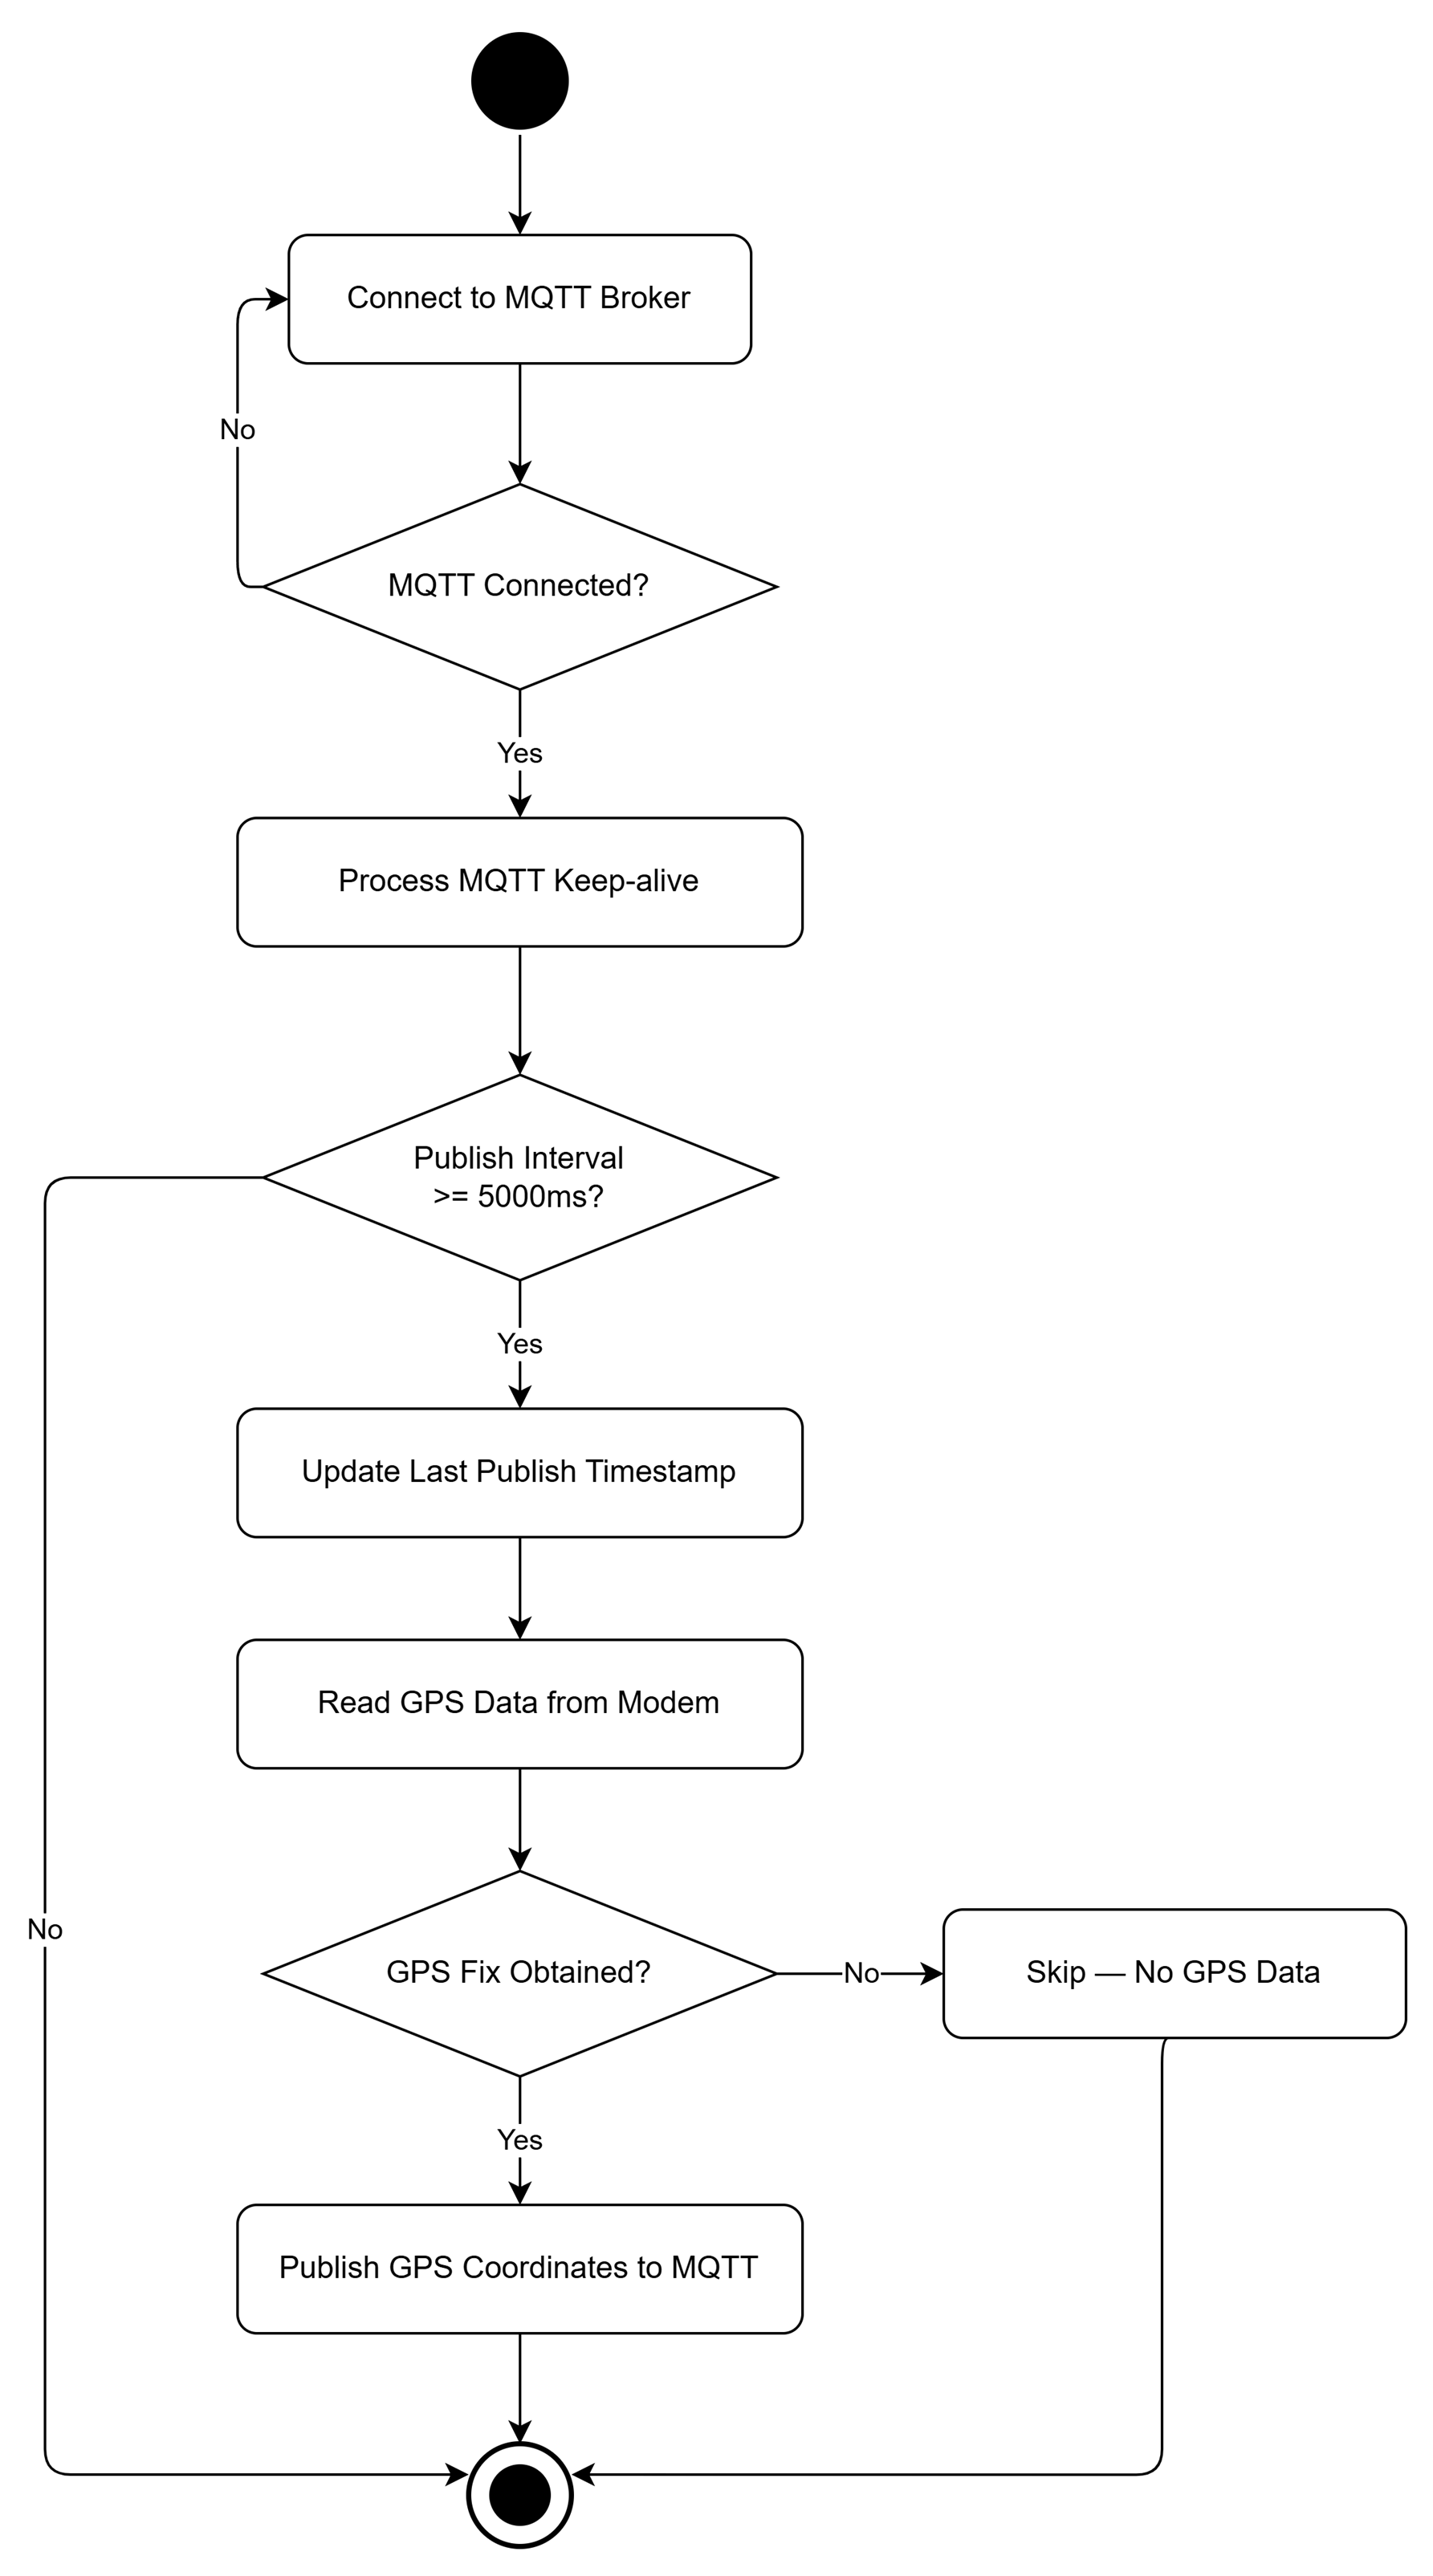 Connect to MQTT Broker
No
MQTT Connected?
Yes
Process MQTT Keep-alive
Publish Interval
>= 5000ms?
Yes
Update Last Publish Timestamp
Read GPS Data from Modem
No
GPS Fix Obtained?
No
Skip — No GPS Data
Yes
Publish GPS Coordinates to MQTT